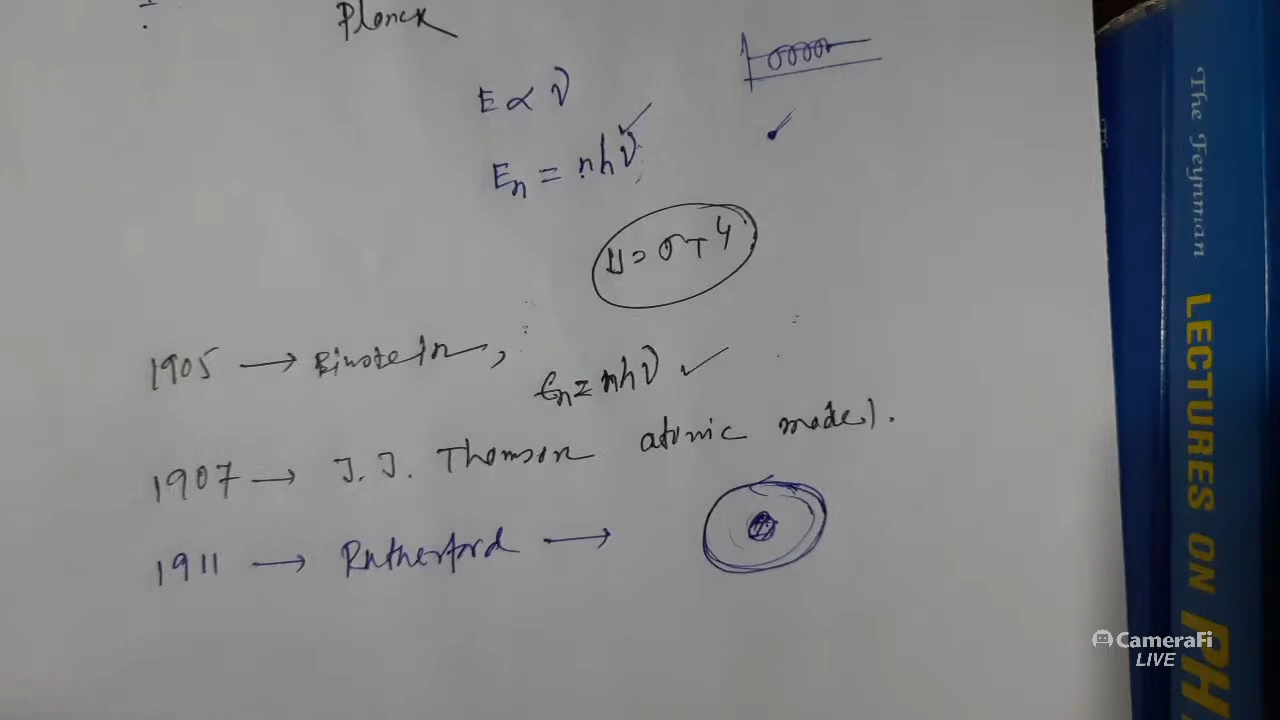 Planck
E ∝ ν
En = nhν
U = σT4
1905 → Einstein,
En = nhν ✓
1907 → J.J. Thomson atomic model.
1911 → Rutherford →
The Feynman
LECTURES ON PH
CameraFi
LIVE